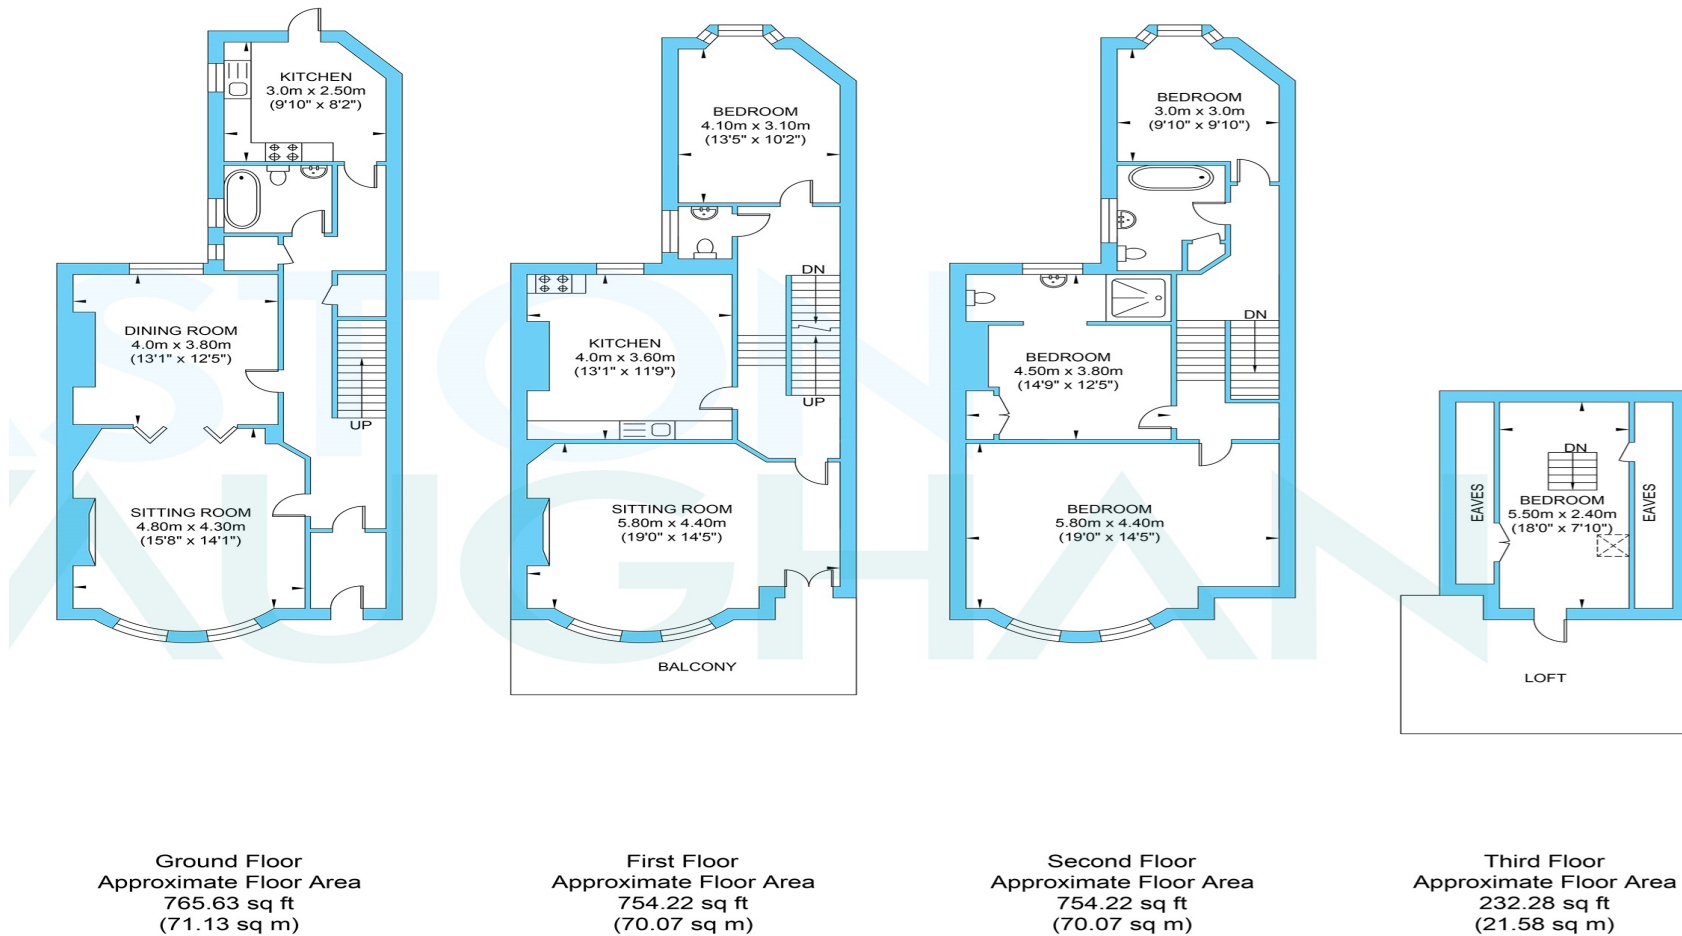 KITCHEN
3.0m x 2.50m
(9'10" x 8'2")
DINING ROOM
4.0m x 3.80m
(13'1" x 12'5")
UP
SITTING ROOM
4.80m x 4.30m
(15'8" x 14'1")
Ground Floor
Approximate Floor Area
765.63 sq ft
(71.13 sq m)
BEDROOM
4.10m x 3.10m
(13'5" x 10'2")
DN
KITCHEN
4.0m x 3.60m
(13'1" x 11'9")
UP
SITTING ROOM
5.80m x 4.40m
(19'0" x 14'5")
BALCONY
First Floor
Approximate Floor Area
754.22 sq ft
(70.07 sq m)
BEDROOM
3.0m x 3.0m
(9'10" x 9'10")
DN
BEDROOM
4.50m x 3.80m
(14'9" x 12'5")
BEDROOM
5.80m x 4.40m
(19'0" x 14'5")
Second Floor
Approximate Floor Area
754.22 sq ft
(70.07 sq m)
DN
EAVES
BEDROOM
5.50m x 2.40m
(18'0" x 7'10")
EAVES
LOFT
Third Floor
Approximate Floor Area
232.28 sq ft
(21.58 sq m)
ASTON
VAUGHAN